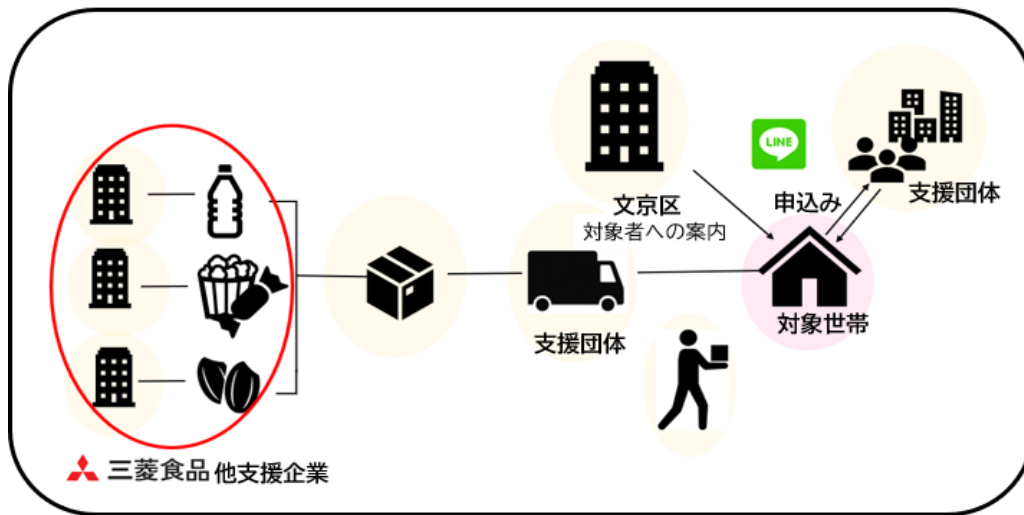 LINE
文京区
対象者への案内
申込み
支援団体
支援団体
対象世帯
三菱食品 他支援企業